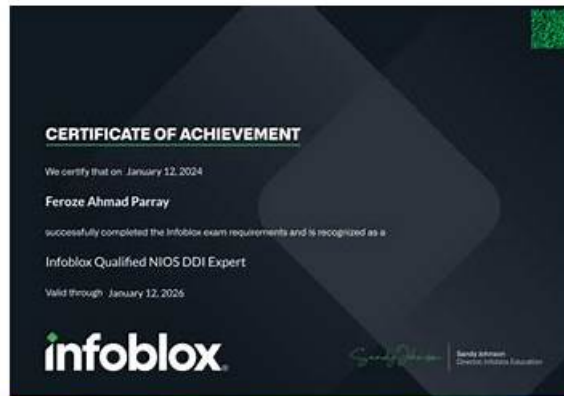 CERTIFICATE OF ACHIEVEMENT
We certify that on January 12, 2024
Feroze Ahmad Parray
successfully completed the Infoblox exam requirements and is recognized as a
Infoblox Qualified NIOS DDI Expert
Valid through January 12, 2026
infoblox.
Sandy Johnson
Sandy Johnson
Director, Infoblox Education